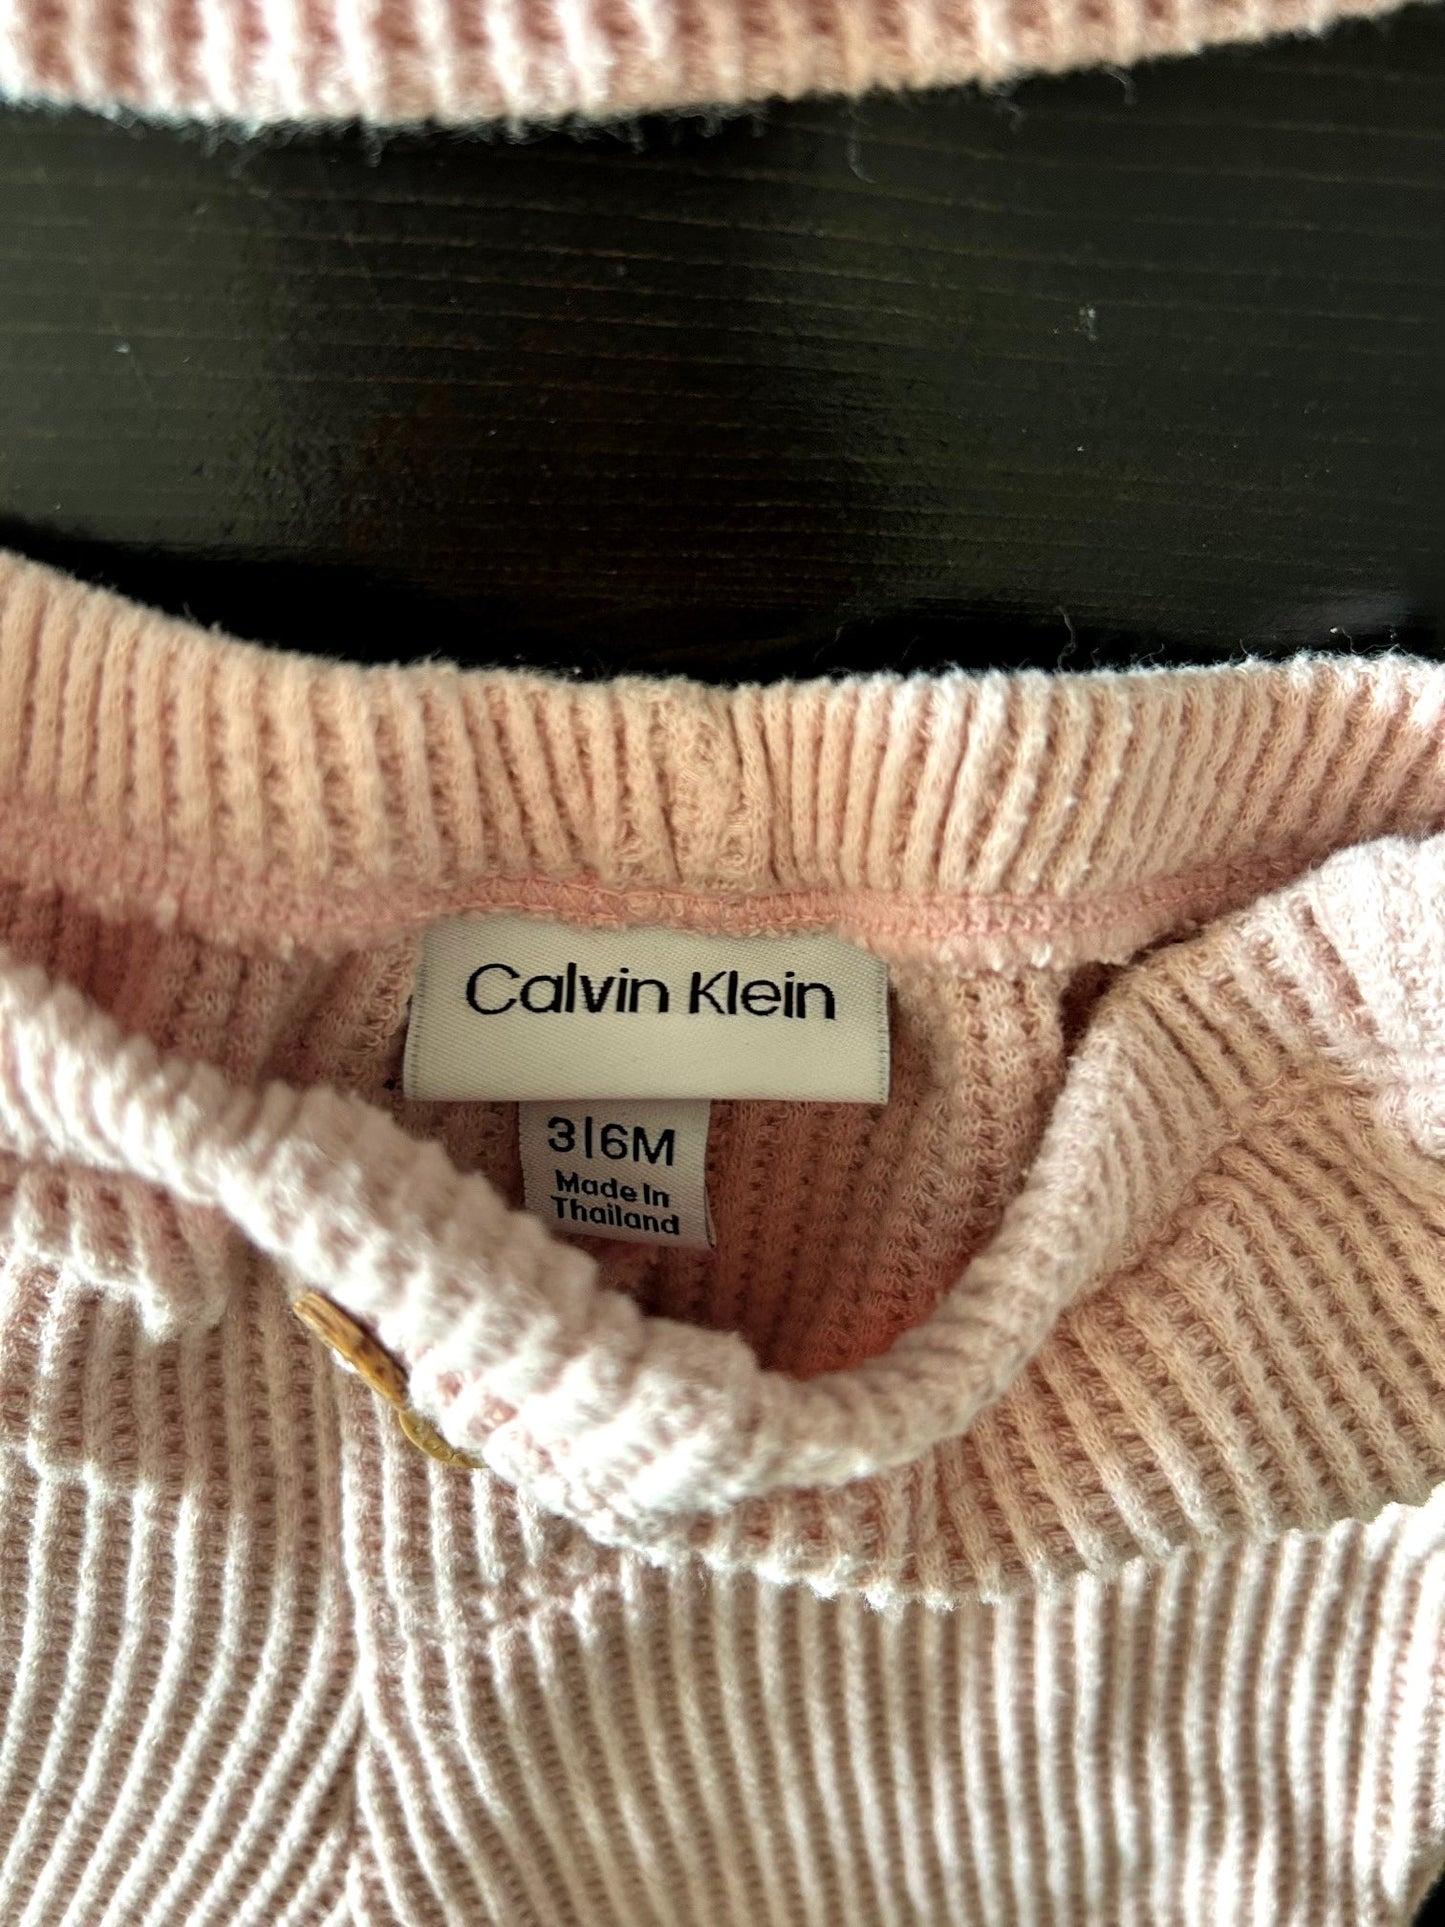 Calvin Klein
3|6M
Made In
Thailand